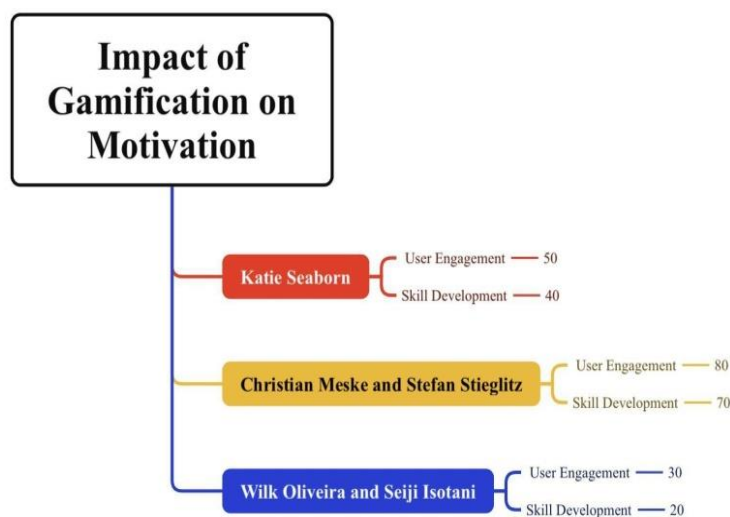 Impact of
Gamification on
Motivation
Katie Seaborn
User Engagement — 50
Skill Development — 40
Christian Meske and Stefan Stieglitz
User Engagement — 80
Skill Development — 70
Wilk Oliveira and Seiji Isotani
User Engagement — 30
Skill Development — 20